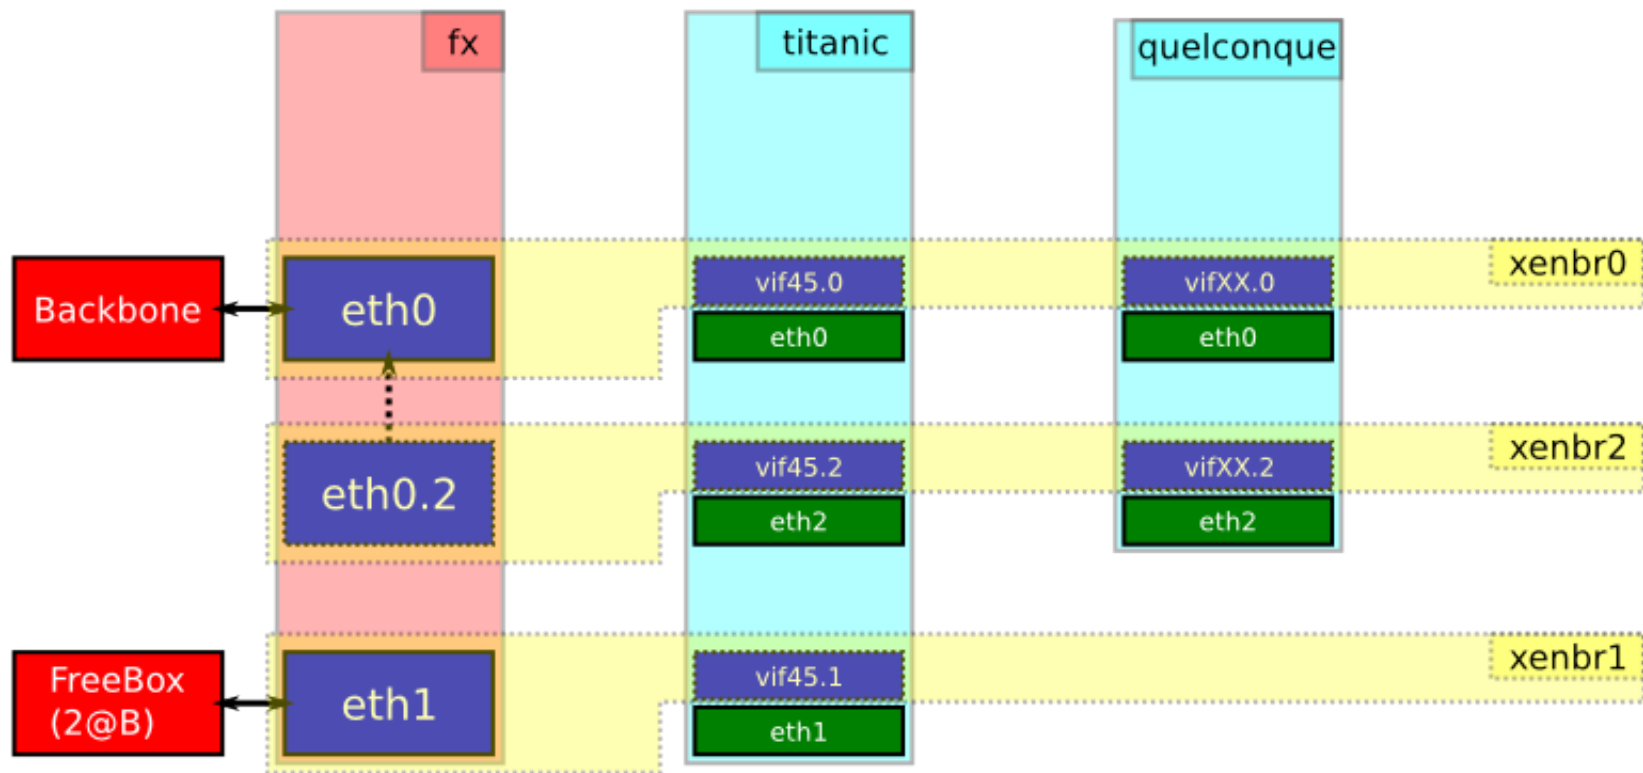 fx
titanic
quelconque
xenbr0
Backbone
eth0
vif45.0
eth0
vifXX.0
eth0
xenbr2
eth0.2
vif45.2
eth2
vifXX.2
eth2
xenbr1
FreeBox
(2@B)
eth1
vif45.1
eth1